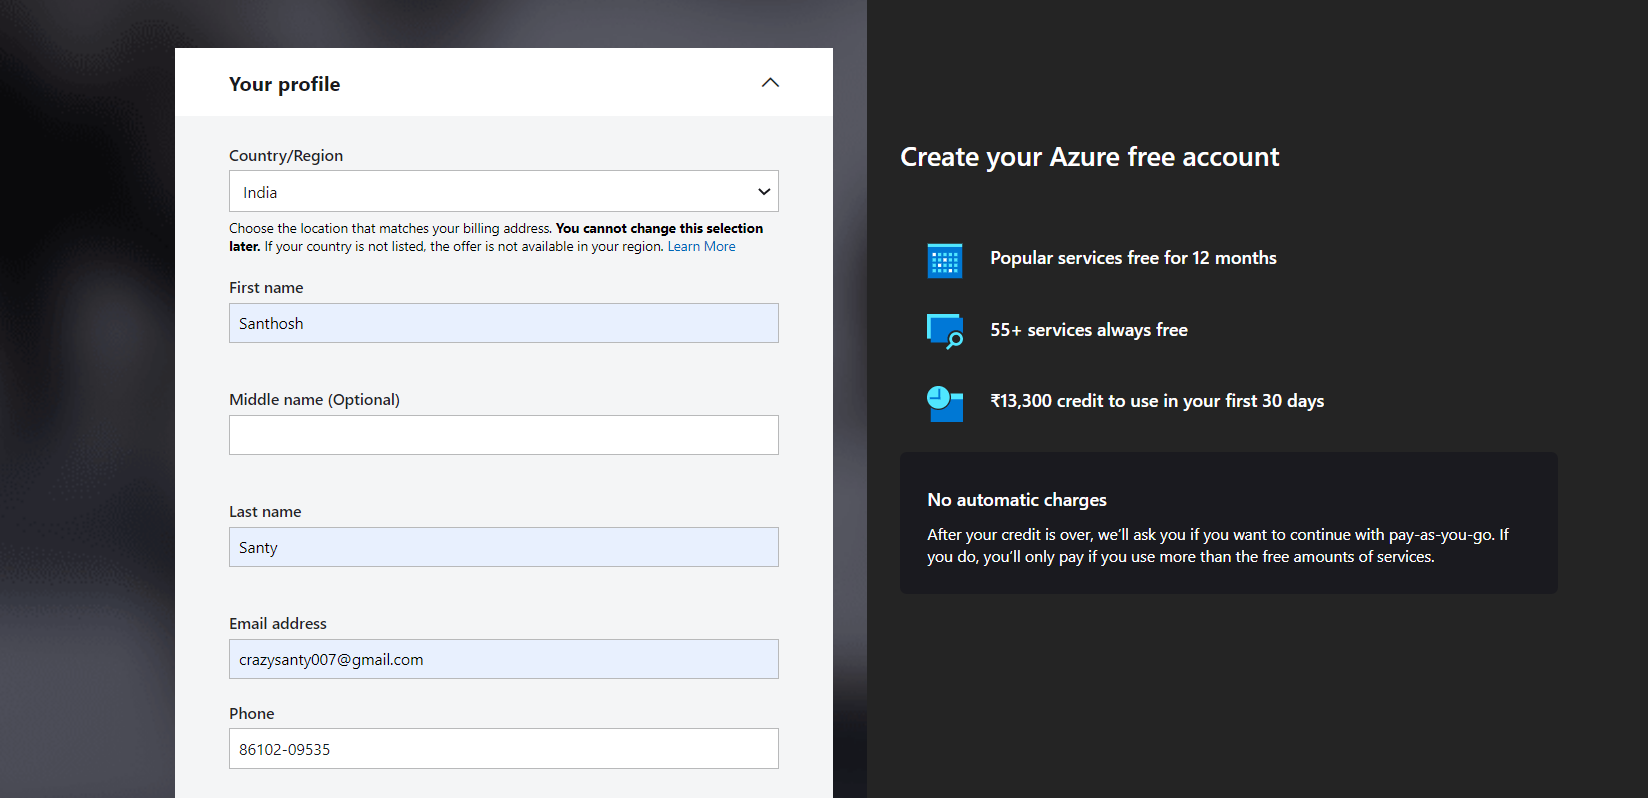 Your profile
Country/Region
India
Choose the location that matches your billing address. You cannot change this selection
later. If your country is not listed, the offer is not available in your region. Learn More
First name
Santhosh
Middle name (Optional)
Last name
Santy
Email address
crazysanty007@gmail.com
Phone
86102-09535
Create your Azure free account
Popular services free for 12 months
55+ services always free
₹13,300 credit to use in your first 30 days
No automatic charges
After your credit is over, we’ll ask you if you want to continue with pay-as-you-go. If
you do, you’ll only pay if you use more than the free amounts of services.